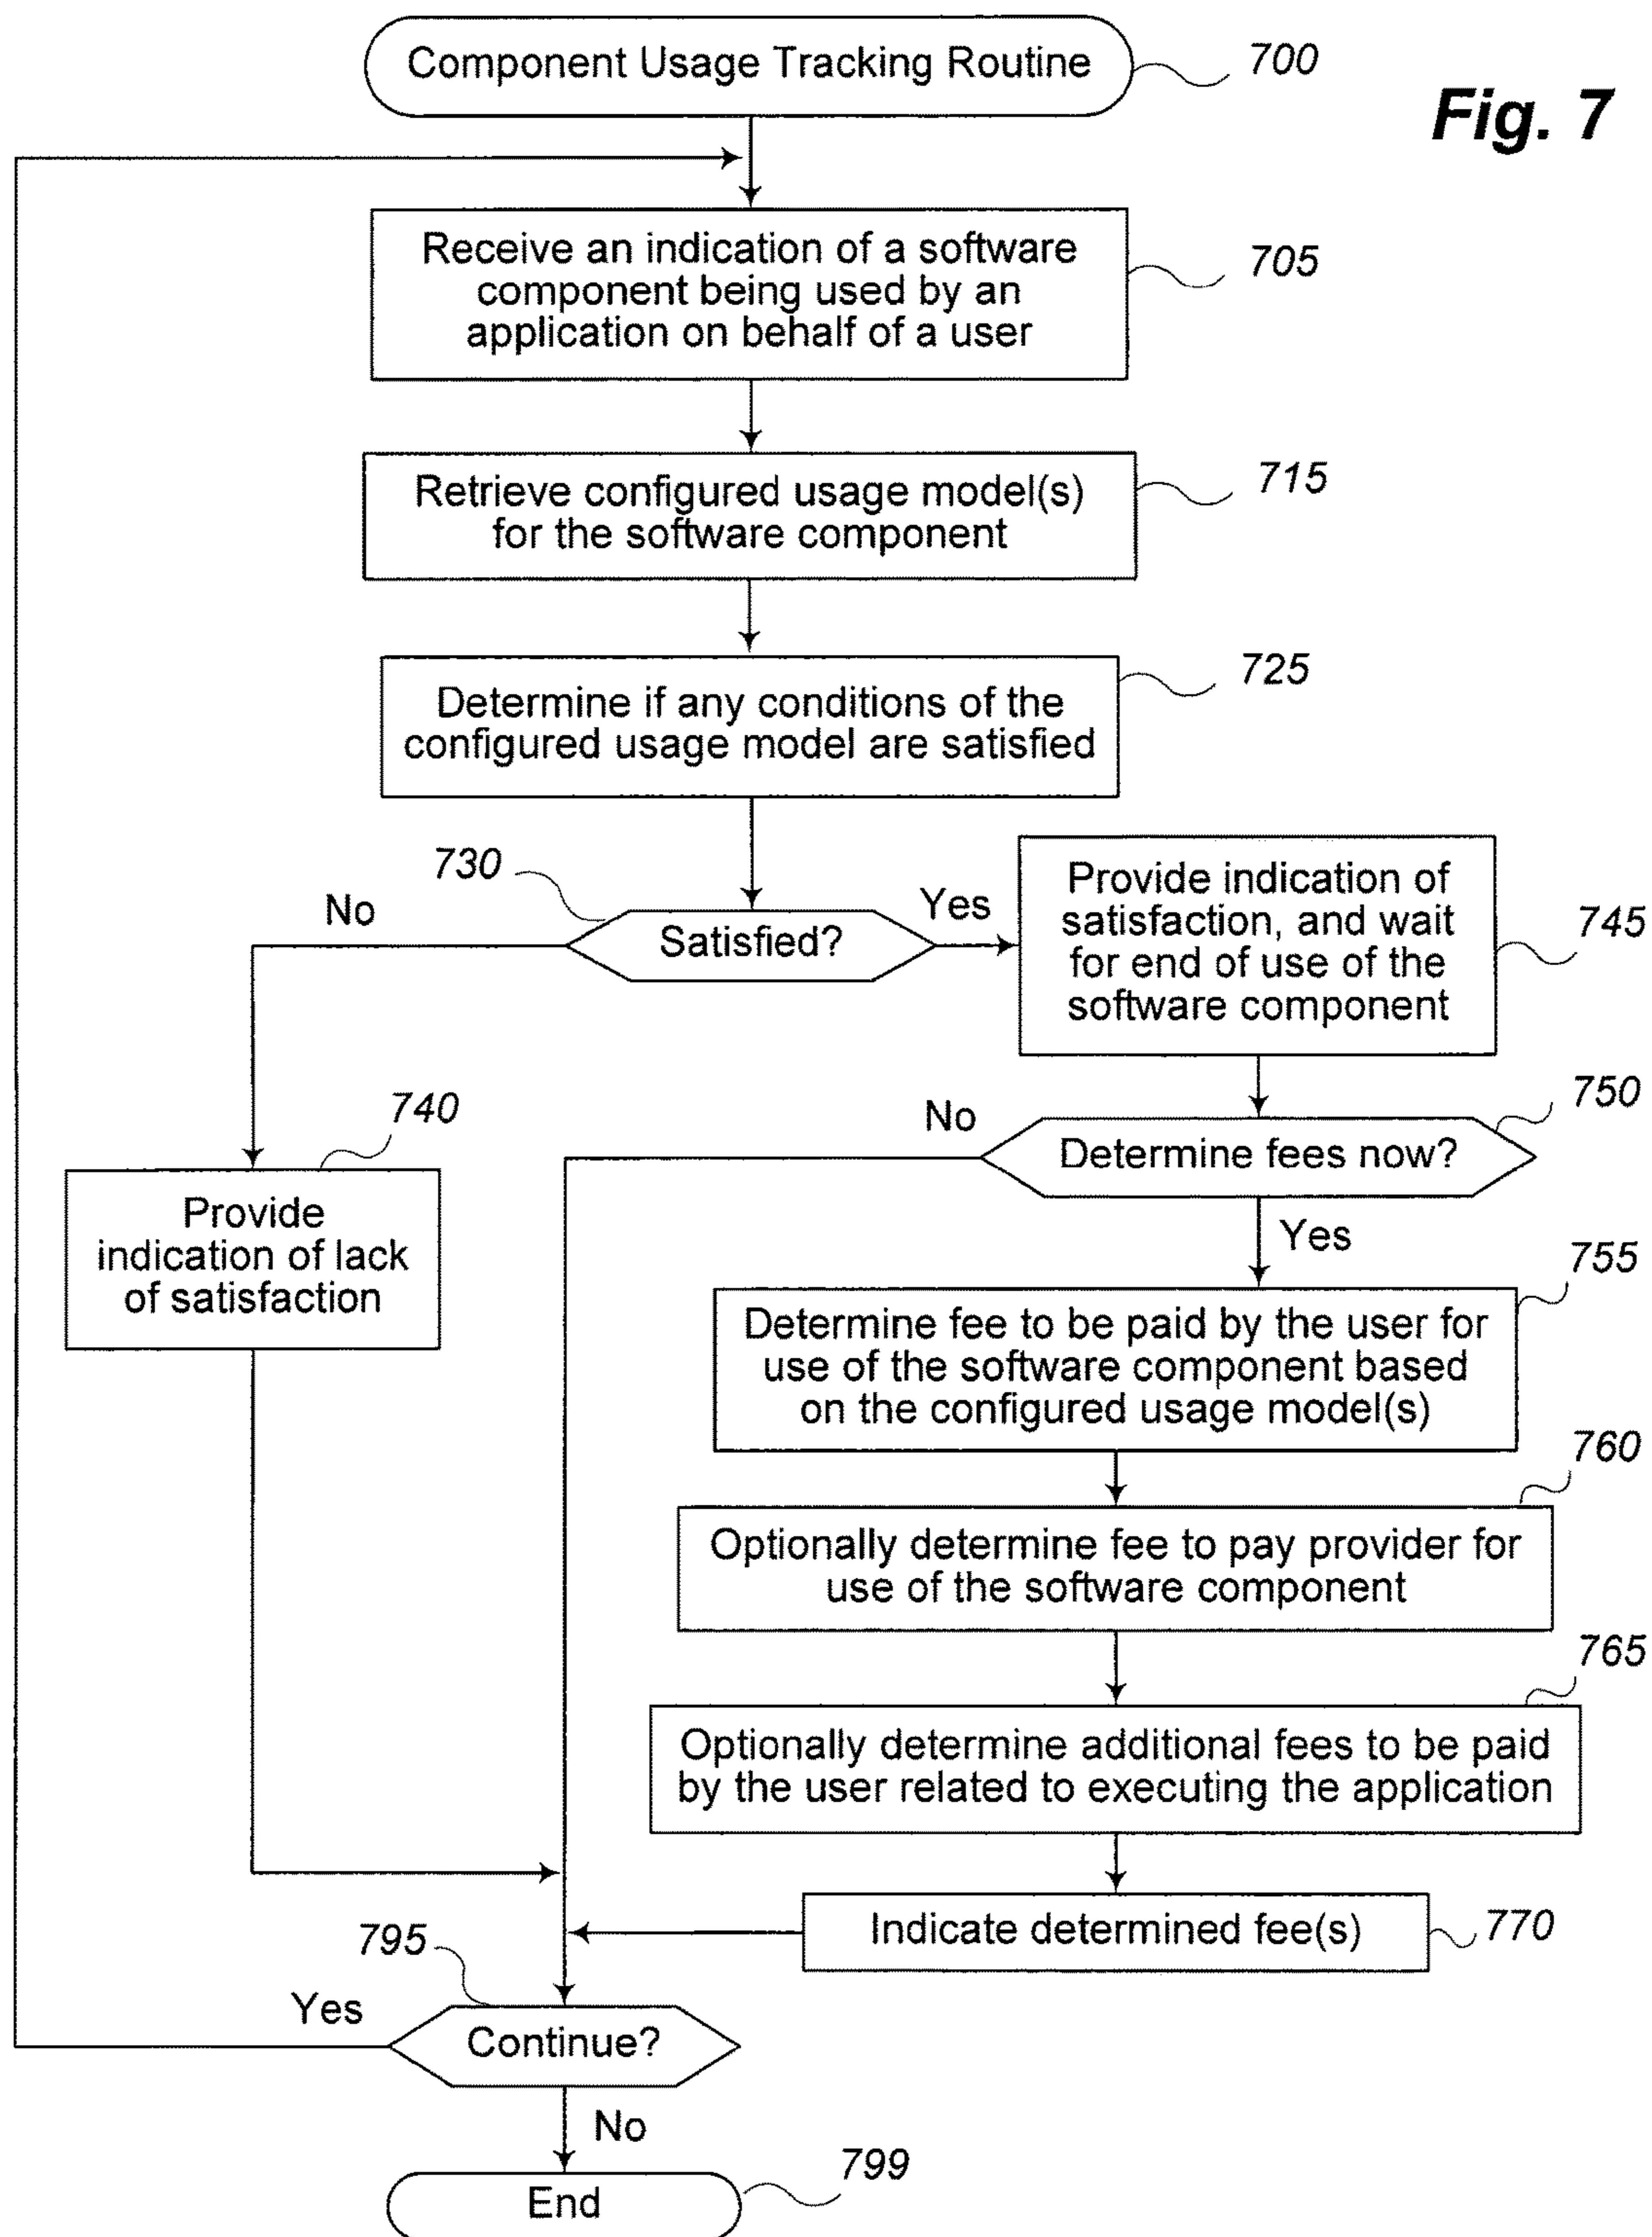 Component Usage Tracking Routine
700
Fig. 7
Receive an indication of a software
component being used by an
application on behalf of a user
705
Retrieve configured usage model(s)
for the software component
715
Determine if any conditions of the
configured usage model are satisfied
725
730
No
Satisfied?
Yes
Provide indication of
satisfaction, and wait
for end of use of the
software component
745
740
Provide
indication of lack
of satisfaction
No
Determine fees now?
750
Yes
755
Determine fee to be paid by the user for
use of the software component based
on the configured usage model(s)
760
Optionally determine fee to pay provider for
use of the software component
765
Optionally determine additional fees to be paid
by the user related to executing the application
Indicate determined fee(s)
770
795
Yes
Continue?
No
End
799